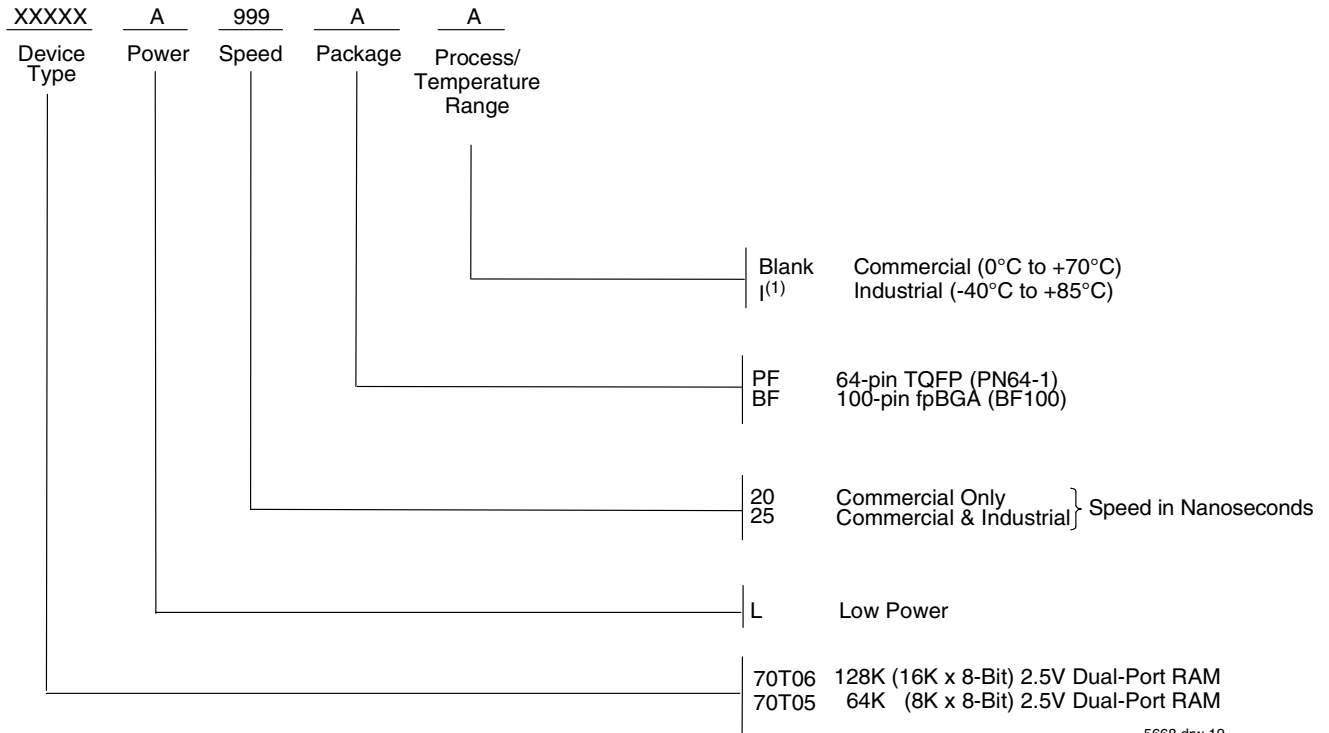 XXXXX A 999 A A
Device Type Power Speed Package Process/
Temperature
Range
Blank Commercial (0°C to +70°C)
I(1) Industrial (-40°C to +85°C)
PF 64-pin TQFP (PN64-1)
BF 100-pin fpBGA (BF100)
20 Commercial Only
25 Commercial & Industrial
Speed in Nanoseconds
L Low Power
70T06 128K (16K x 8-Bit) 2.5V Dual-Port RAM
70T05 64K (8K x 8-Bit) 2.5V Dual-Port RAM